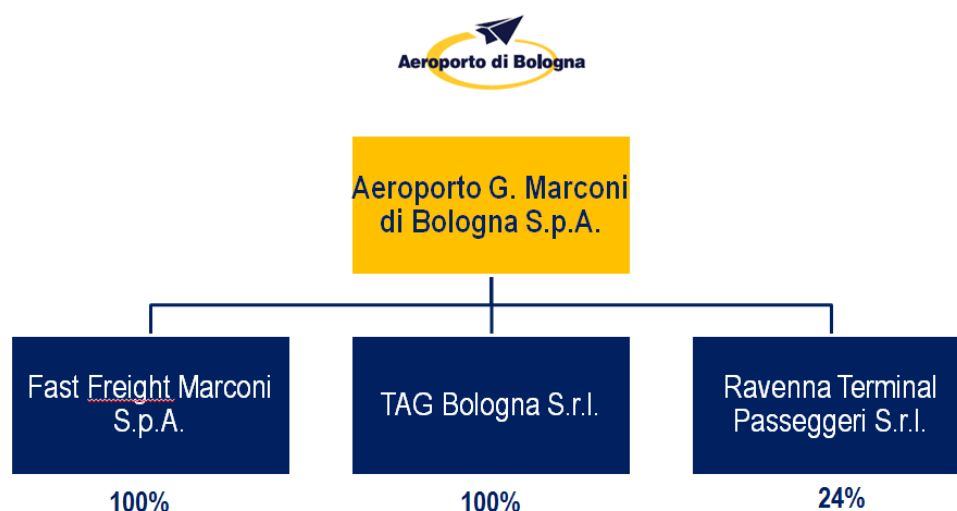 Aeroporto di Bologna
Aeroporto G. Marconi
di Bologna S.p.A.
Fast Freight Marconi
S.p.A.
TAG Bologna S.r.l.
Ravenna Terminal
Passeggeri S.r.l.
100%
100%
24%